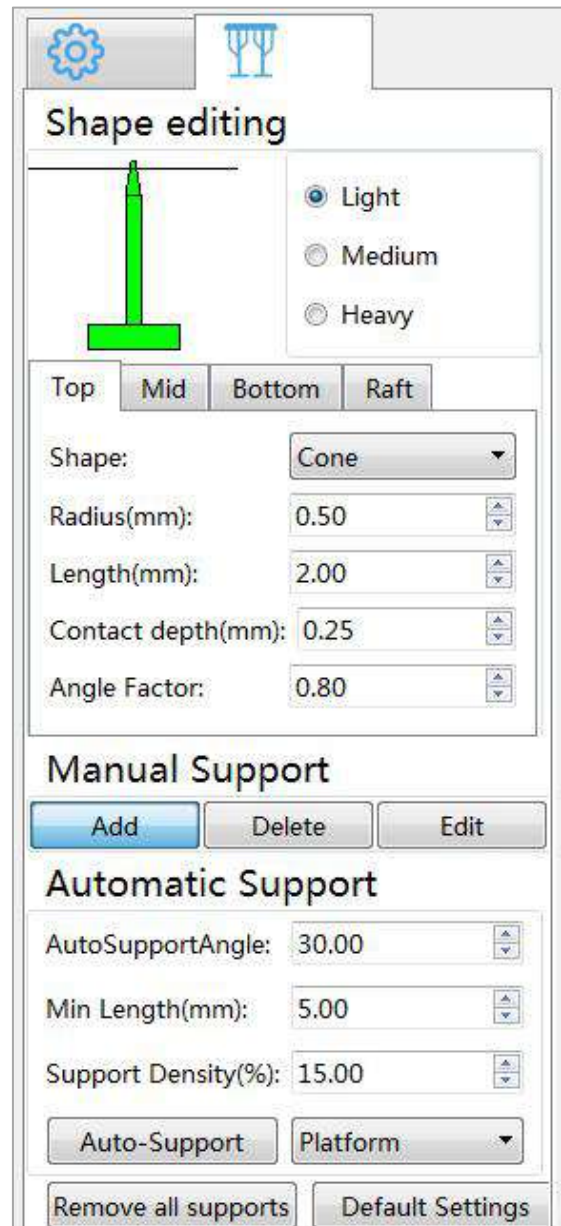 Shape editing
Light
Medium
Heavy
Top Mid Bottom Raft
Shape: Cone
Radius(mm): 0.50
Length(mm): 2.00
Contact depth(mm): 0.25
Angle Factor: 0.80
Manual Support
Add Delete Edit
Automatic Support
AutoSupportAngle: 30.00
Min Length(mm): 5.00
Support Density(%): 15.00
Auto-Support Platform
Remove all supports Default Settings